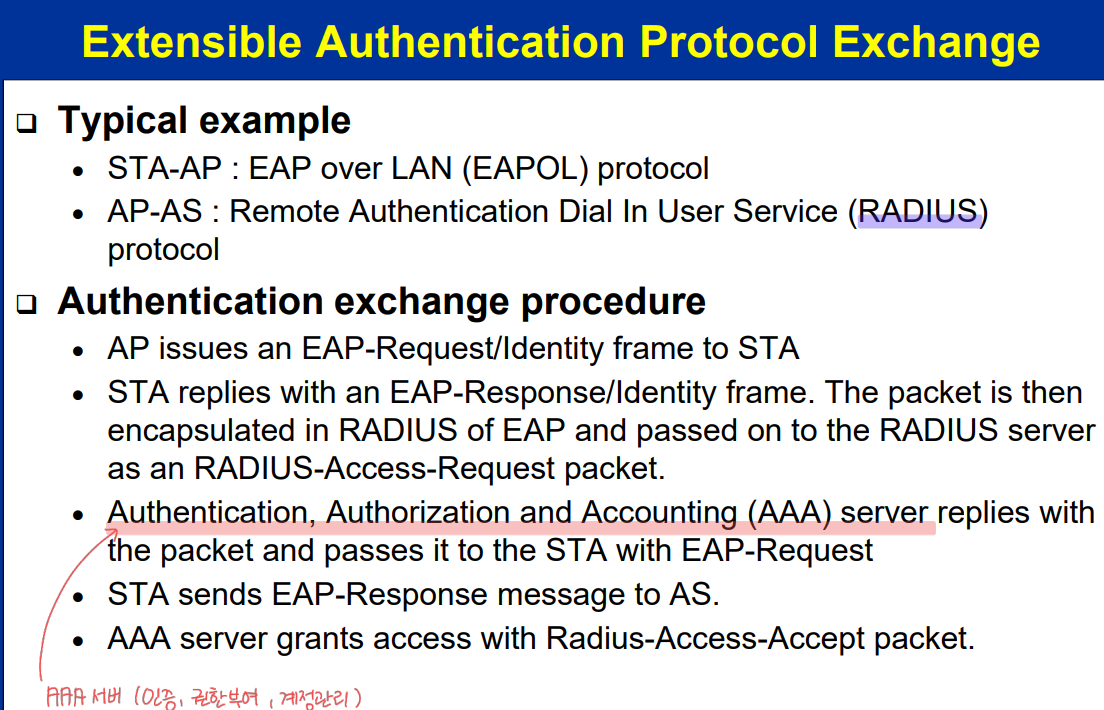 Extensible Authentication Protocol Exchange
Typical example
STA-AP : EAP over LAN (EAPOL) protocol
AP-AS : Remote Authentication Dial In User Service (RADIUS)
protocol
Authentication exchange procedure
AP issues an EAP-Request/Identity frame to STA
STA replies with an EAP-Response/Identity frame. The packet is then
encapsulated in RADIUS of EAP and passed on to the RADIUS server
as an RADIUS-Access-Request packet.
Authentication, Authorization and Accounting (AAA) server replies with
the packet and passes it to the STA with EAP-Request
STA sends EAP-Response message to AS.
AAA server grants access with Radius-Access-Accept packet.
AAA 서버 (인증, 권한부여, 계정관리)